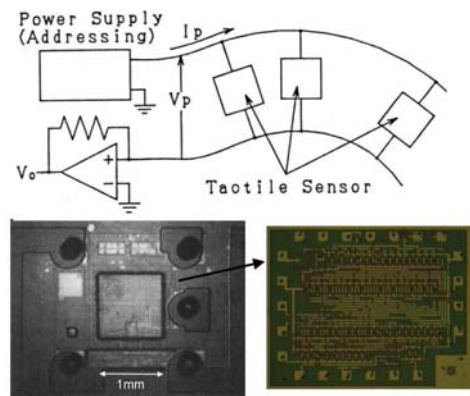 Power Supply
(Addressing)
Ip
Vp
Vo
+
−
Taotile Sensor
1mm